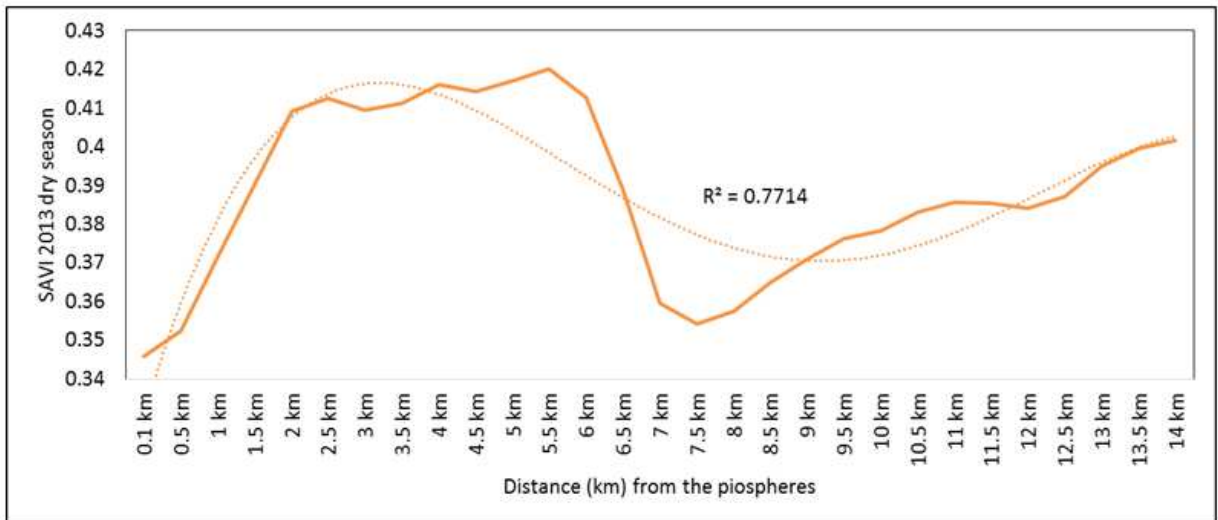 0.43
0.42
0.41
0.4
0.39
0.38
0.37
0.36
0.35
0.34
SAVI 2013 dry season
R² = 0.7714
0.1 km
0.5 km
1 km
1.5 km
2 km
2.5 km
3 km
3.5 km
4 km
4.5 km
5 km
5.5 km
6 km
6.5 km
7 km
7.5 km
8 km
8.5 km
9 km
9.5 km
10 km
10.5 km
11 km
11.5 km
12 km
12.5 km
13 km
13.5 km
14 km
Distance (km) from the piospheres